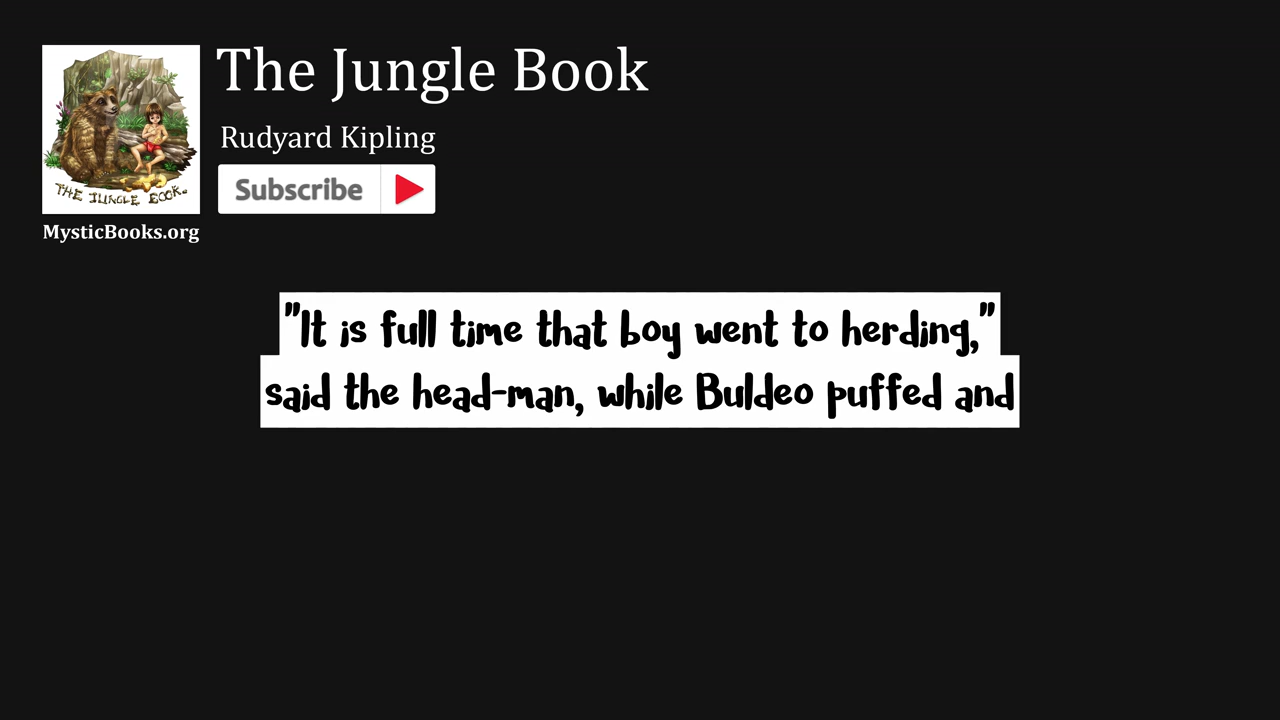 The Jungle Book
Rudyard Kipling
Subscribe
THE JUNGLE BOOK.
MysticBooks.org
"It is full time that boy went to herding,"
said the head-man, while Buldeo puffed and